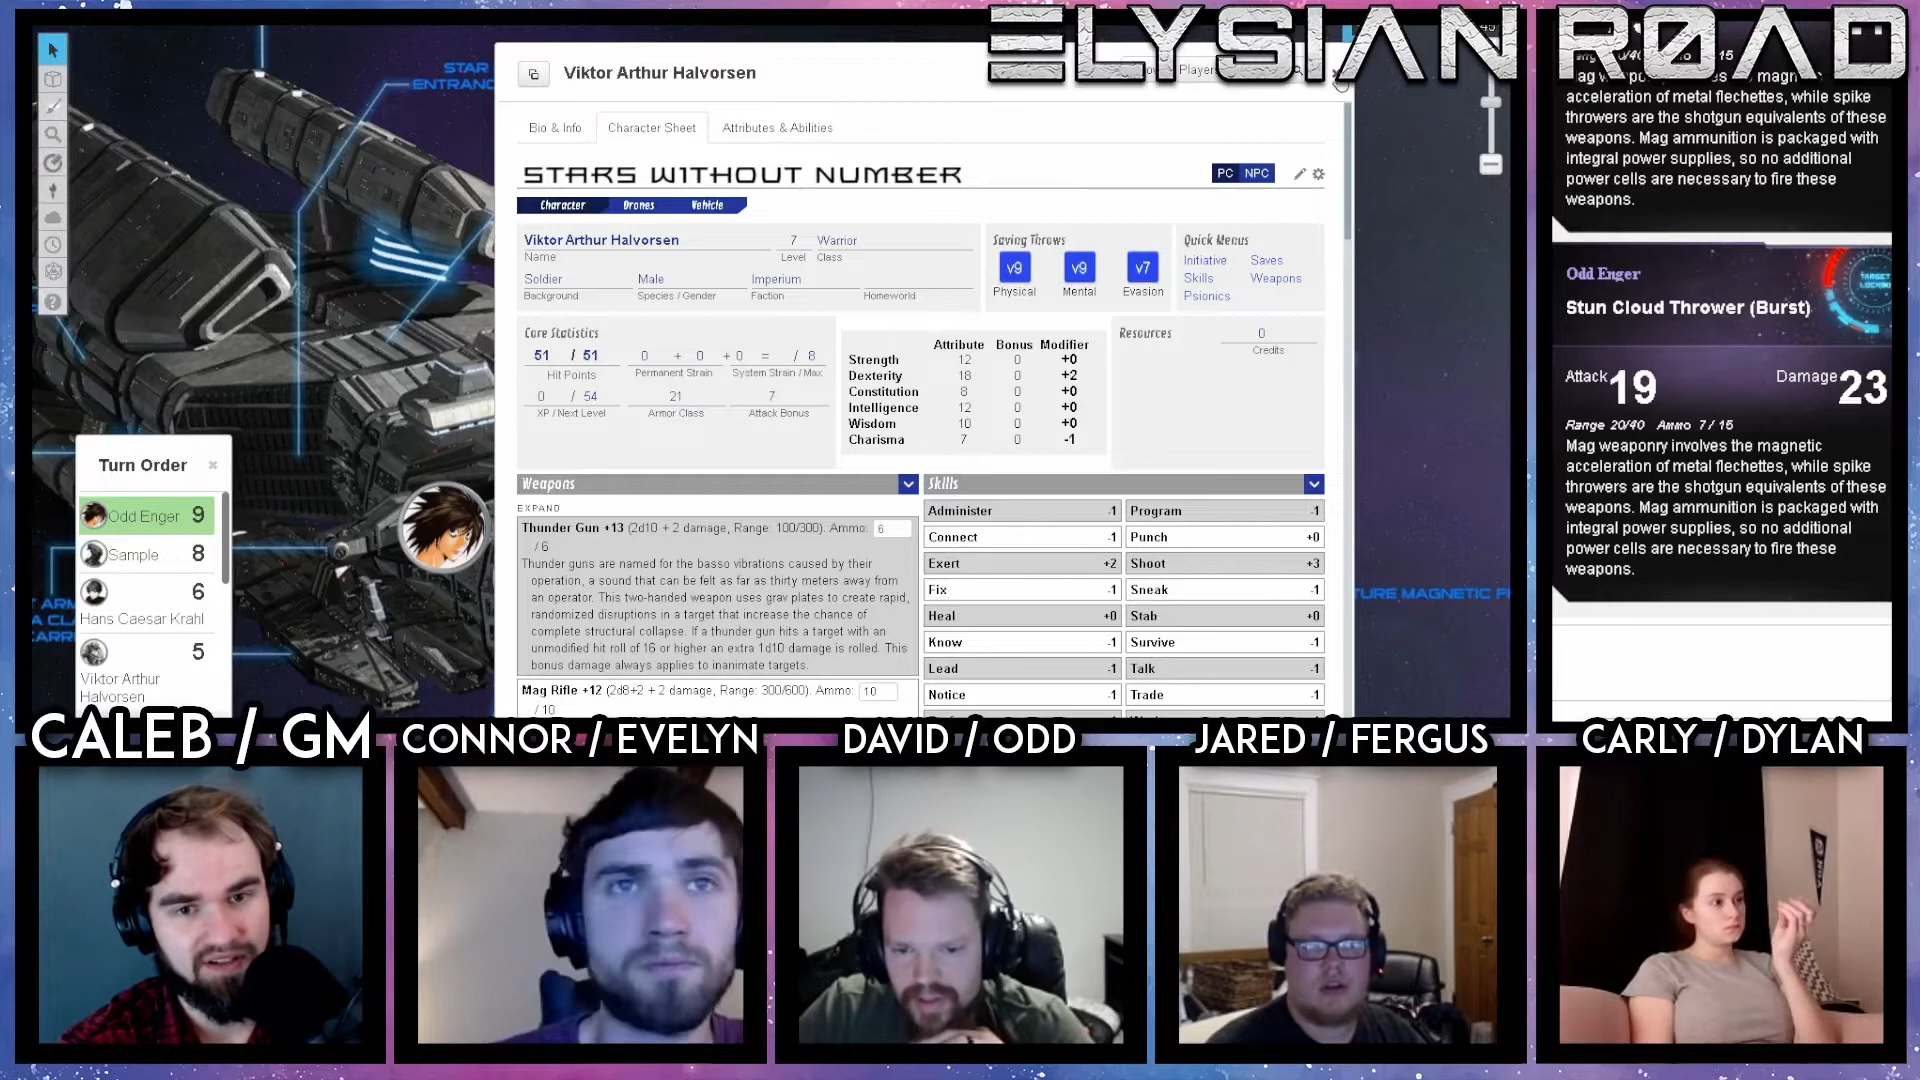 ELYSIAN ROAD
STAR
ENTRANC
Viktor Arthur Halvorsen
Bio & Info
Character Sheet
Attributes & Abilities
STARS WITHOUT NUMBER
PC NPC
Character Drones Vehicle
Viktor Arthur Halvorsen 7 Warrior
Name Level Class
Soldier Male Imperium
Background Species / Gender Faction Homeworld
Saving Throws
v9 v9 v7
Physical Mental Evasion
Quick Menus
Initiative Saves
Skills Weapons
Psionics
Core Statistics
51 / 51 0 + 0 + 0 = / 8
Hit Points Permanent Strain System Strain / Max
0 / 54 21 7
XP / Next Level Armor Class Attack Bonus
Attribute Bonus Modifier
Strength 12 0 +0
Dexterity 18 0 +2
Constitution 8 0 +0
Intelligence 12 0 +0
Wisdom 10 0 +0
Charisma 7 0 -1
Resources
0
Credits
Weapons
EXPAND
Thunder Gun +13 (2d10 + 2 damage, Range: 100/300). Ammo: 6
/ 6
Thunder guns are named for the basso vibrations caused by their
operation, a sound that can be felt as far as thirty meters away from
an operator. This two-handed weapon uses grav plates to create rapid,
randomized disruptions in a target that increase the chance of
complete structural collapse. If a thunder gun hits a target with an
unmodified hit roll of 16 or higher an extra 1d10 damage is rolled. This
bonus damage always applies to inanimate targets.
Mag Rifle +12 (2d8+2 + 2 damage, Range: 300/600). Ammo: 10
/ 10
Skills
Administer -1 Program -1
Connect -1 Punch +0
Exert +2 Shoot +3
Fix -1 Sneak -1
Heal +0 Stab +0
Know -1 Survive -1
Lead -1 Talk -1
Notice -1 Trade -1
Turn Order
Odd Enger 9
Sample 8
6
Hans Caesar Krahl
5
Viktor Arthur
Halvorsen
TURE MAGNETIC F
acceleration of metal flechettes, while spike
throwers are the shotgun equivalents of these
weapons. Mag ammunition is packaged with
integral power supplies, so no additional
power cells are necessary to fire these
weapons.
Odd Enger
Stun Cloud Thrower (Burst)
TARGET
LOCKED
Attack 19 Damage 23
Range 20/40 Ammo 7 / 15
Mag weaponry involves the magnetic
acceleration of metal flechettes, while spike
throwers are the shotgun equivalents of these
weapons. Mag ammunition is packaged with
integral power supplies, so no additional
power cells are necessary to fire these
weapons.
CALEB / GM
CONNOR / EVELYN
DAVID / ODD
JARED / FERGUS
CARLY / DYLAN